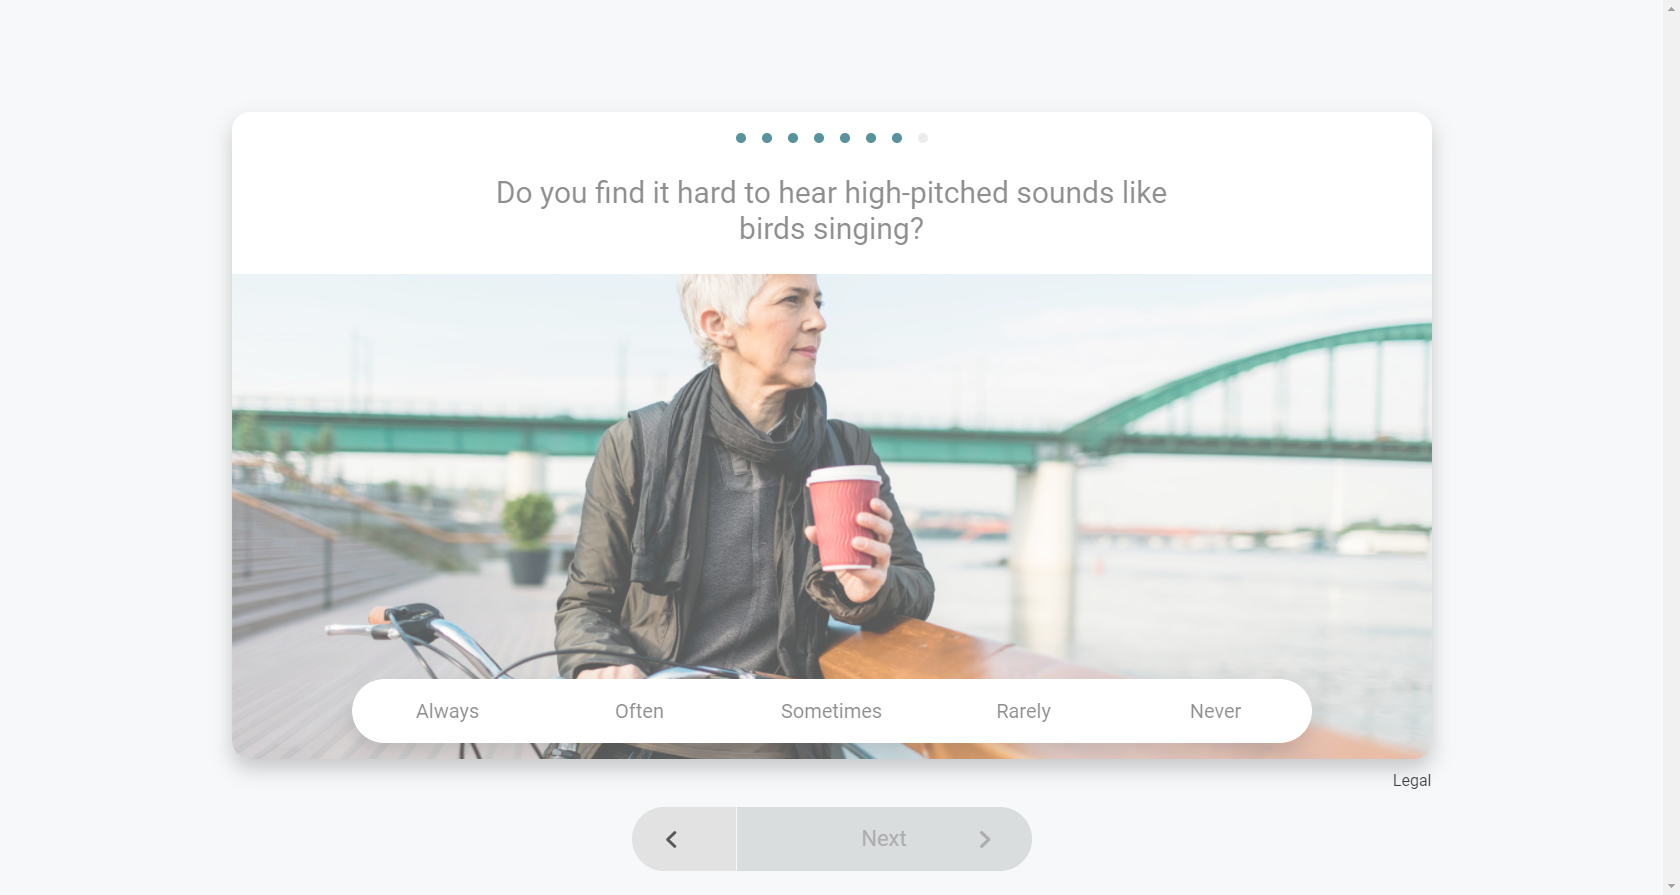 Do you find it hard to hear high-pitched sounds like
birds singing?
Always Often Sometimes Rarely Never
Legal
Next